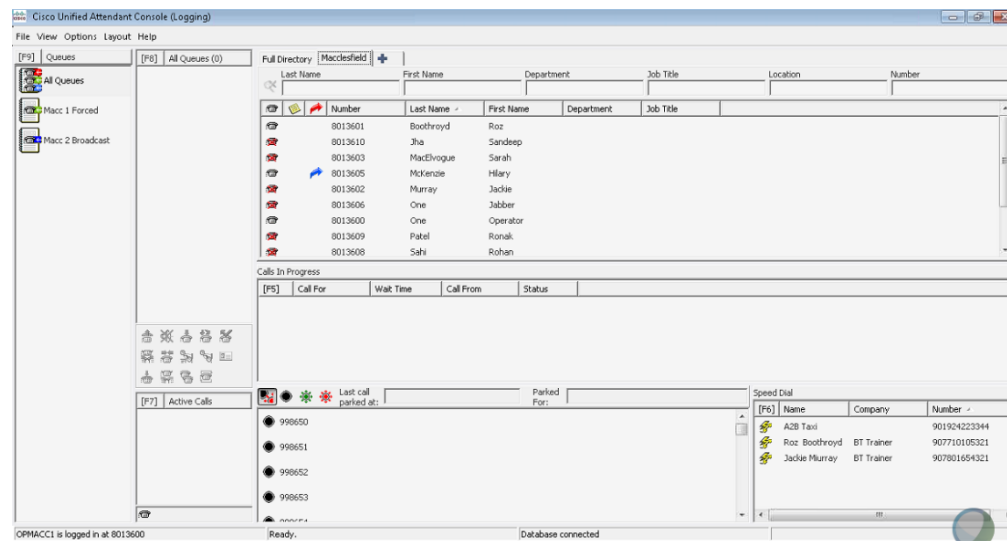 Cisco Unified Attendant Console (Logging)
File View Options Layout Help
[F9] Queues
All Queues
Macc 1 Forced
Macc 2 Broadcast
[F8] All Queues (0)
[F7] Active Calls
Full Directory Macclesfield
Last Name First Name Department Job Title Location Number
Number Last Name First Name Department Job Title
8013601 Boothroyd Roz
8013610 Jha Sandeep
8013603 MacElvogue Sarah
8013605 McKenzie Hilary
8013602 Murray Jackie
8013606 One Jabber
8013600 One Operator
8013609 Patel Ronak
8013608 Sahi Rohan
Calls In Progress
[F5] Call For Wait Time Call From Status
Last call parked at: Parked For:
998650
998651
998652
998653
Speed Dial
[F6] Name Company Number
A2B Taxi 901924223344
Roz Boothroyd BT Trainer 907710105321
Jackie Miurray BT Trainer 907801654321
OPMACC1 is logged in at 8013600 Ready. Database connected